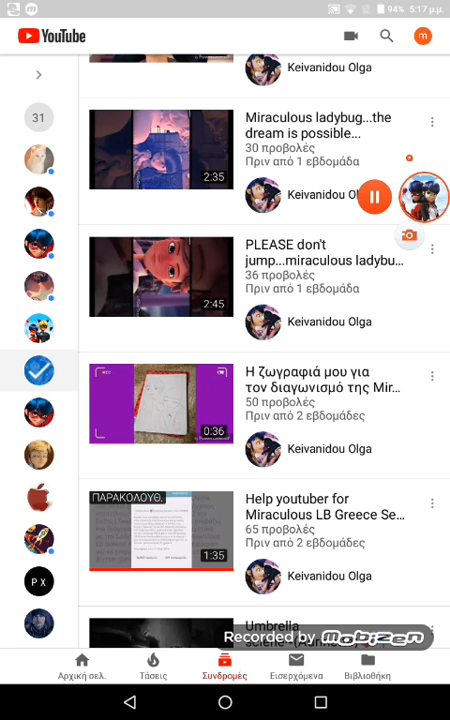 94% 5:17 μ.μ.
YouTube
m
31
Keivanidou Olga
Miraculous ladybug...the
dream is possible...
30 προβολές
Πριν από 1 εβδομάδα
2:35
Keivanidou Ol
PLEASE don't
jump...miraculous ladybu...
36 προβολές
Πριν από 1 εβδομάδα
2:45
Keivanidou Olga
Η ζωγραφιά μου για
τον διαγωνισμό της Mir...
50 προβολές
Πριν από 2 εβδομάδες
0:36
Keivanidou Olga
ΠΑΡΑΚΟΛΟΥΘ.
Help youtuber for
Miraculous LB Greece Se...
65 προβολές
Πριν από 2 εβδομάδες
1:35
Keivanidou Olga
P X
Umbrella
Recorded by Mobizen
Αρχική σελ.
Τάσεις
Συνδρομές
Εισερχόμενα
Βιβλιοθήκη